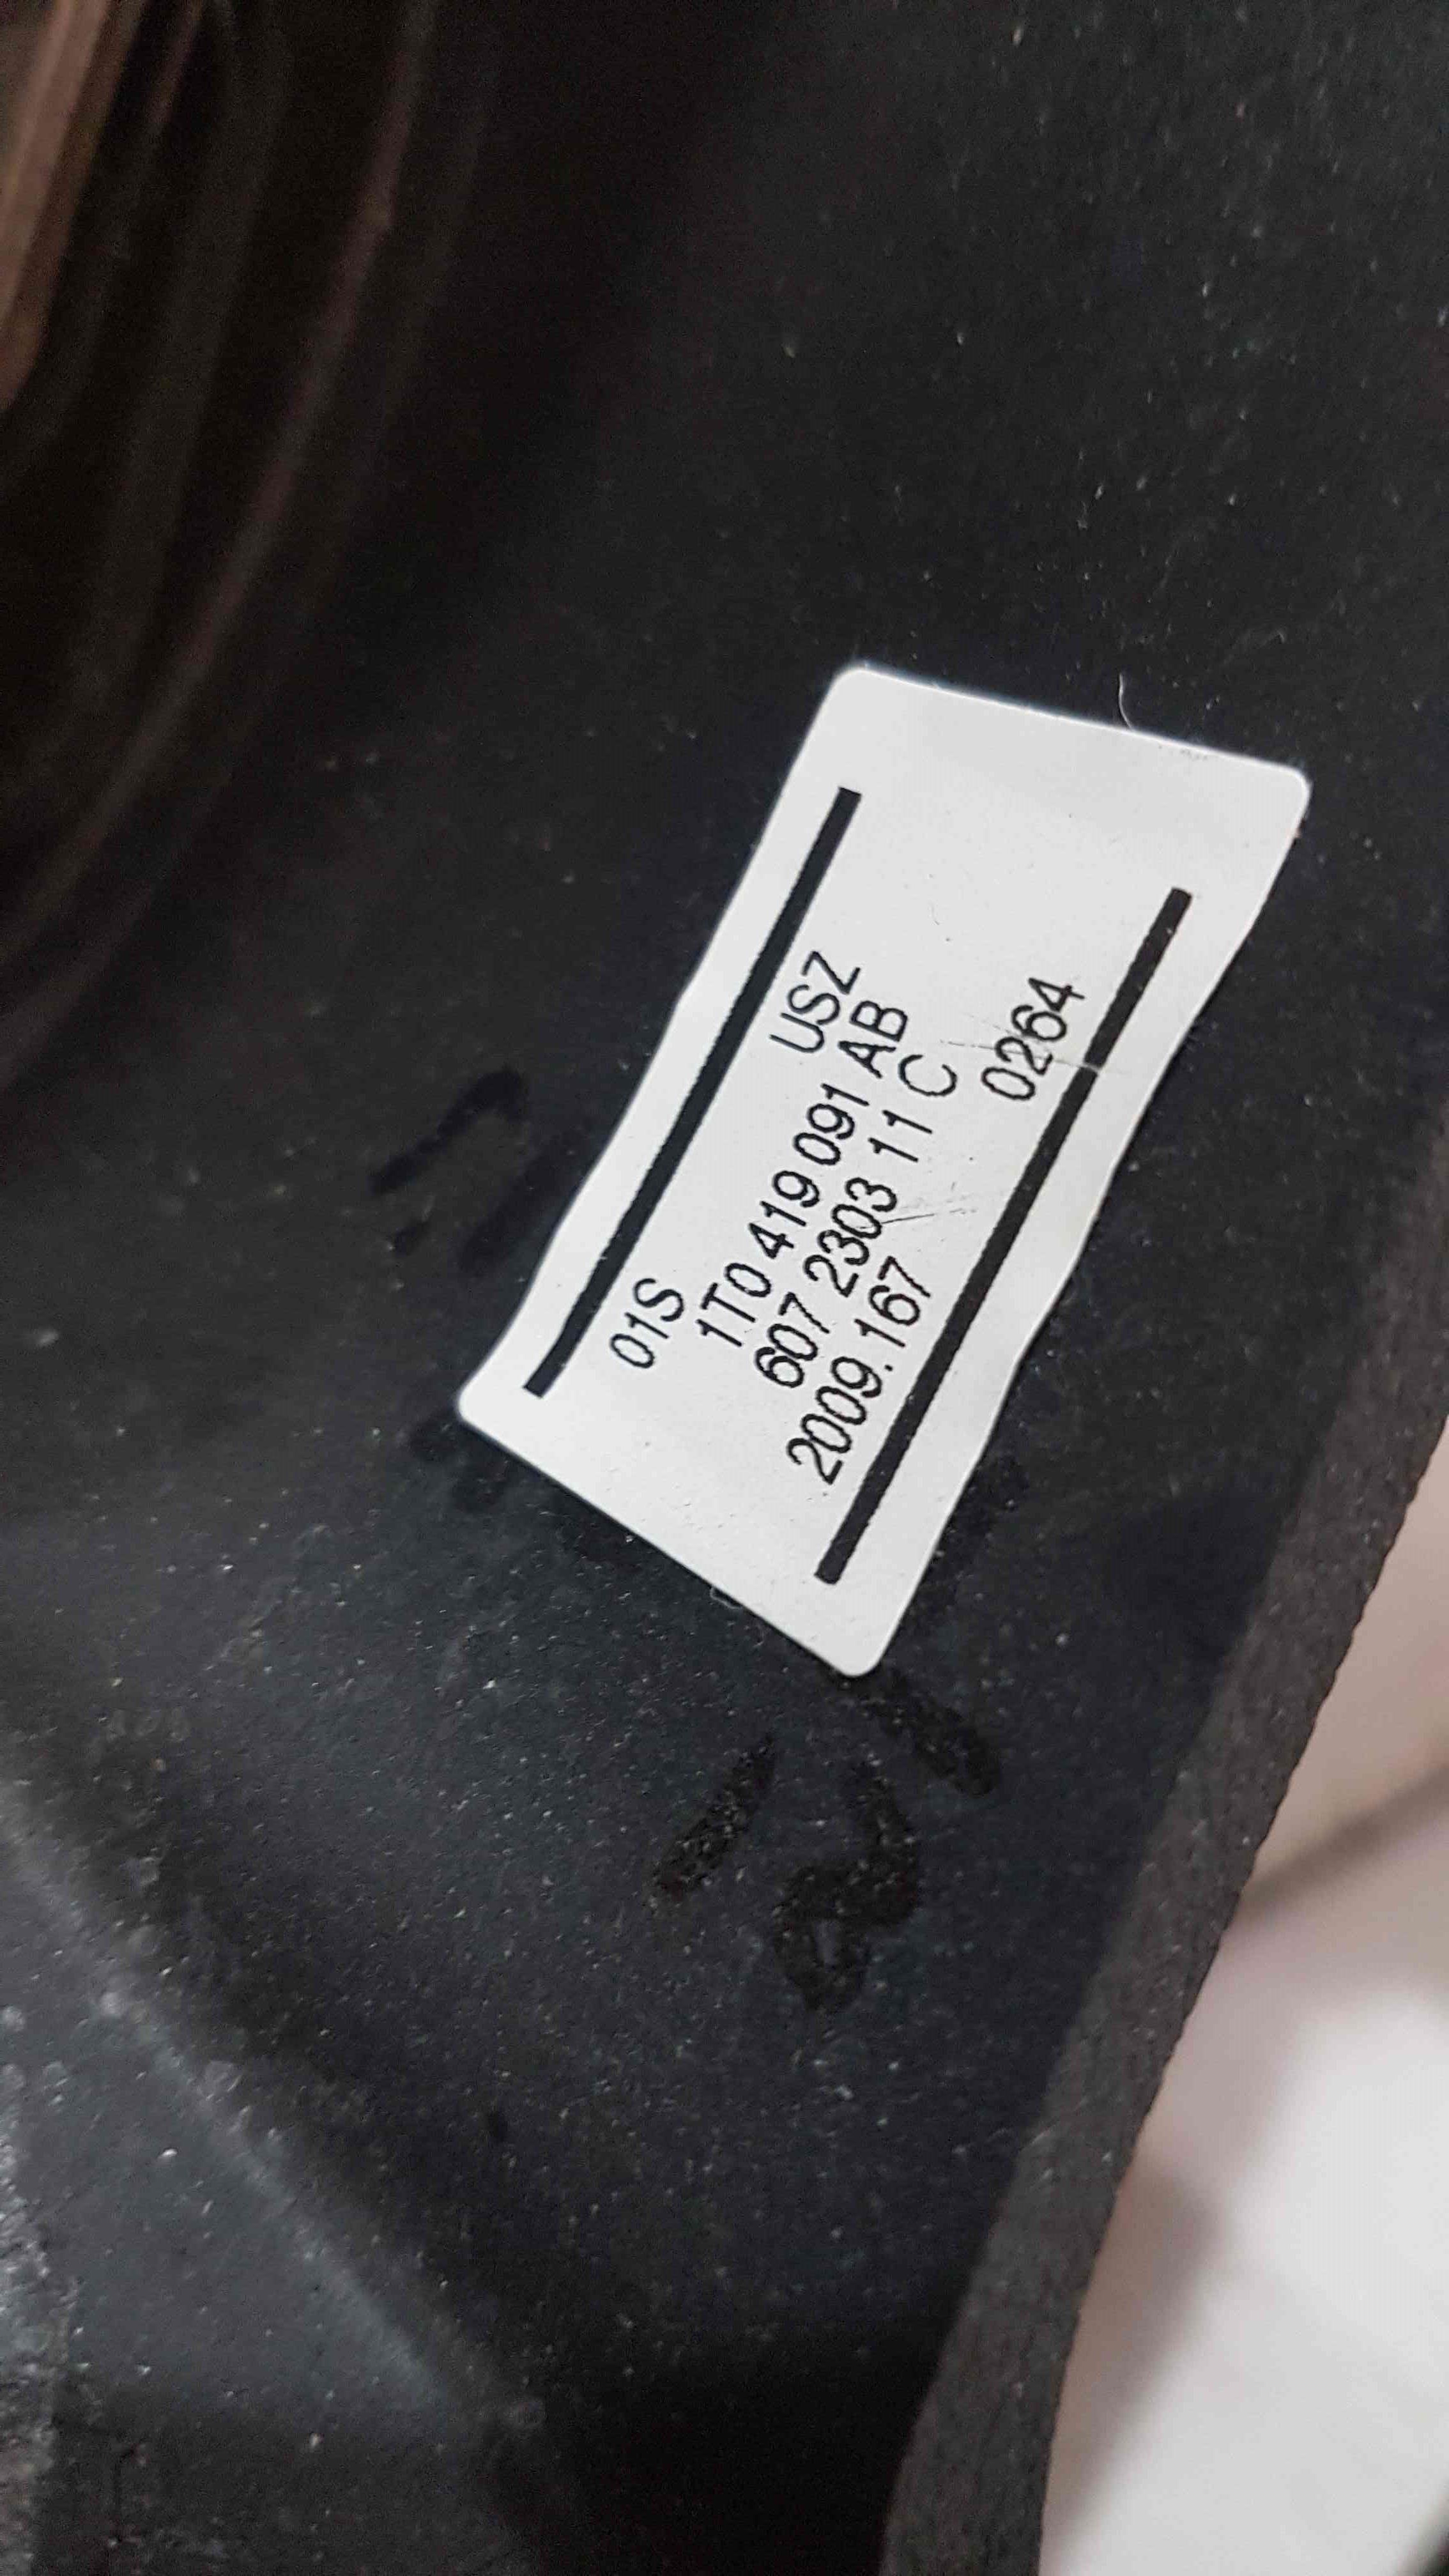 01S USZ
1T0 419 091 AB
607 2303 11 C
2009.167 0264